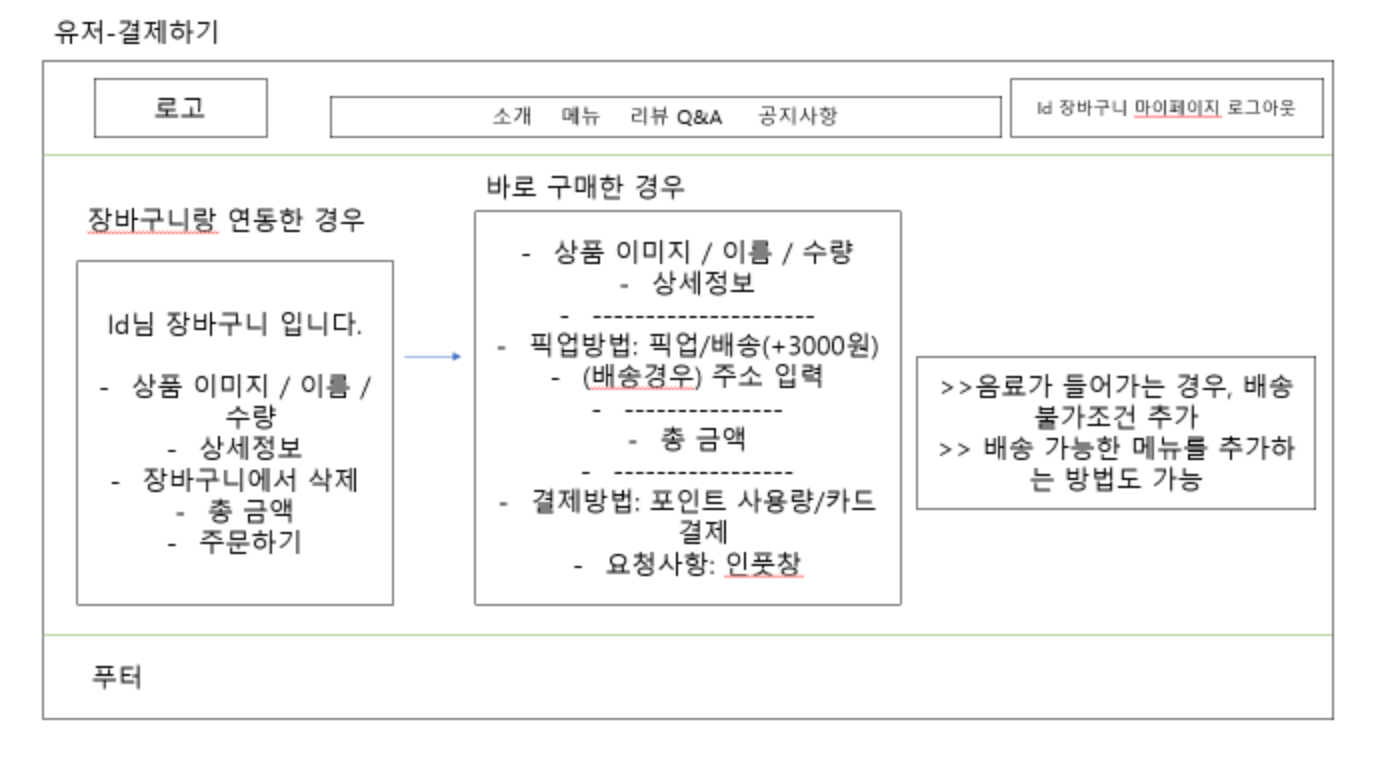 유저-결제하기
로고
소개 메뉴 리뷰 Q&A 공지사항
Id 장바구니 마이페이지 로그아웃
장바구니랑 연동한 경우
Id님 장바구니 입니다.
- 상품 이미지 / 이름 /
수량
- 상세정보
- 장바구니에서 삭제
- 총 금액
- 주문하기
바로 구매한 경우
- 상품 이미지 / 이름 / 수량
- 상세정보
- ---------------------
- 픽업방법: 픽업/배송(+3000원)
- (배송경우) 주소 입력
- ---------------
- 총 금액
- -----------------
- 결제방법: 포인트 사용량/카드
결제
- 요청사항: 인풋창
>>음료가 들어가는 경우, 배송
불가조건 추가
>> 배송 가능한 메뉴를 추가하
는 방법도 가능
푸터